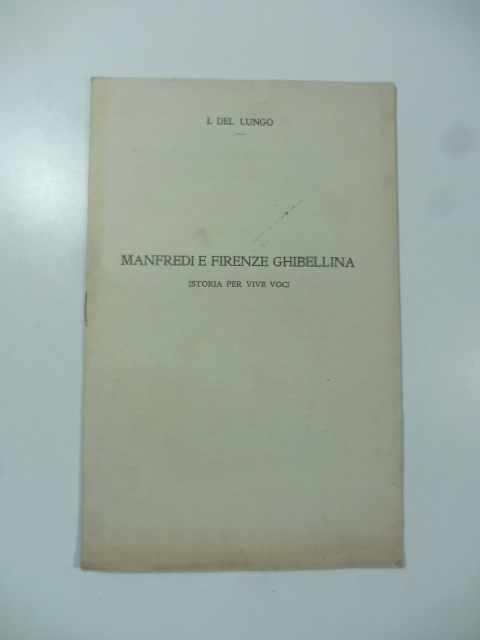 I. DEL LUNGO
MANFREDI E FIRENZE GHIBELLINA
ISTORIA PER VIVE VOCI